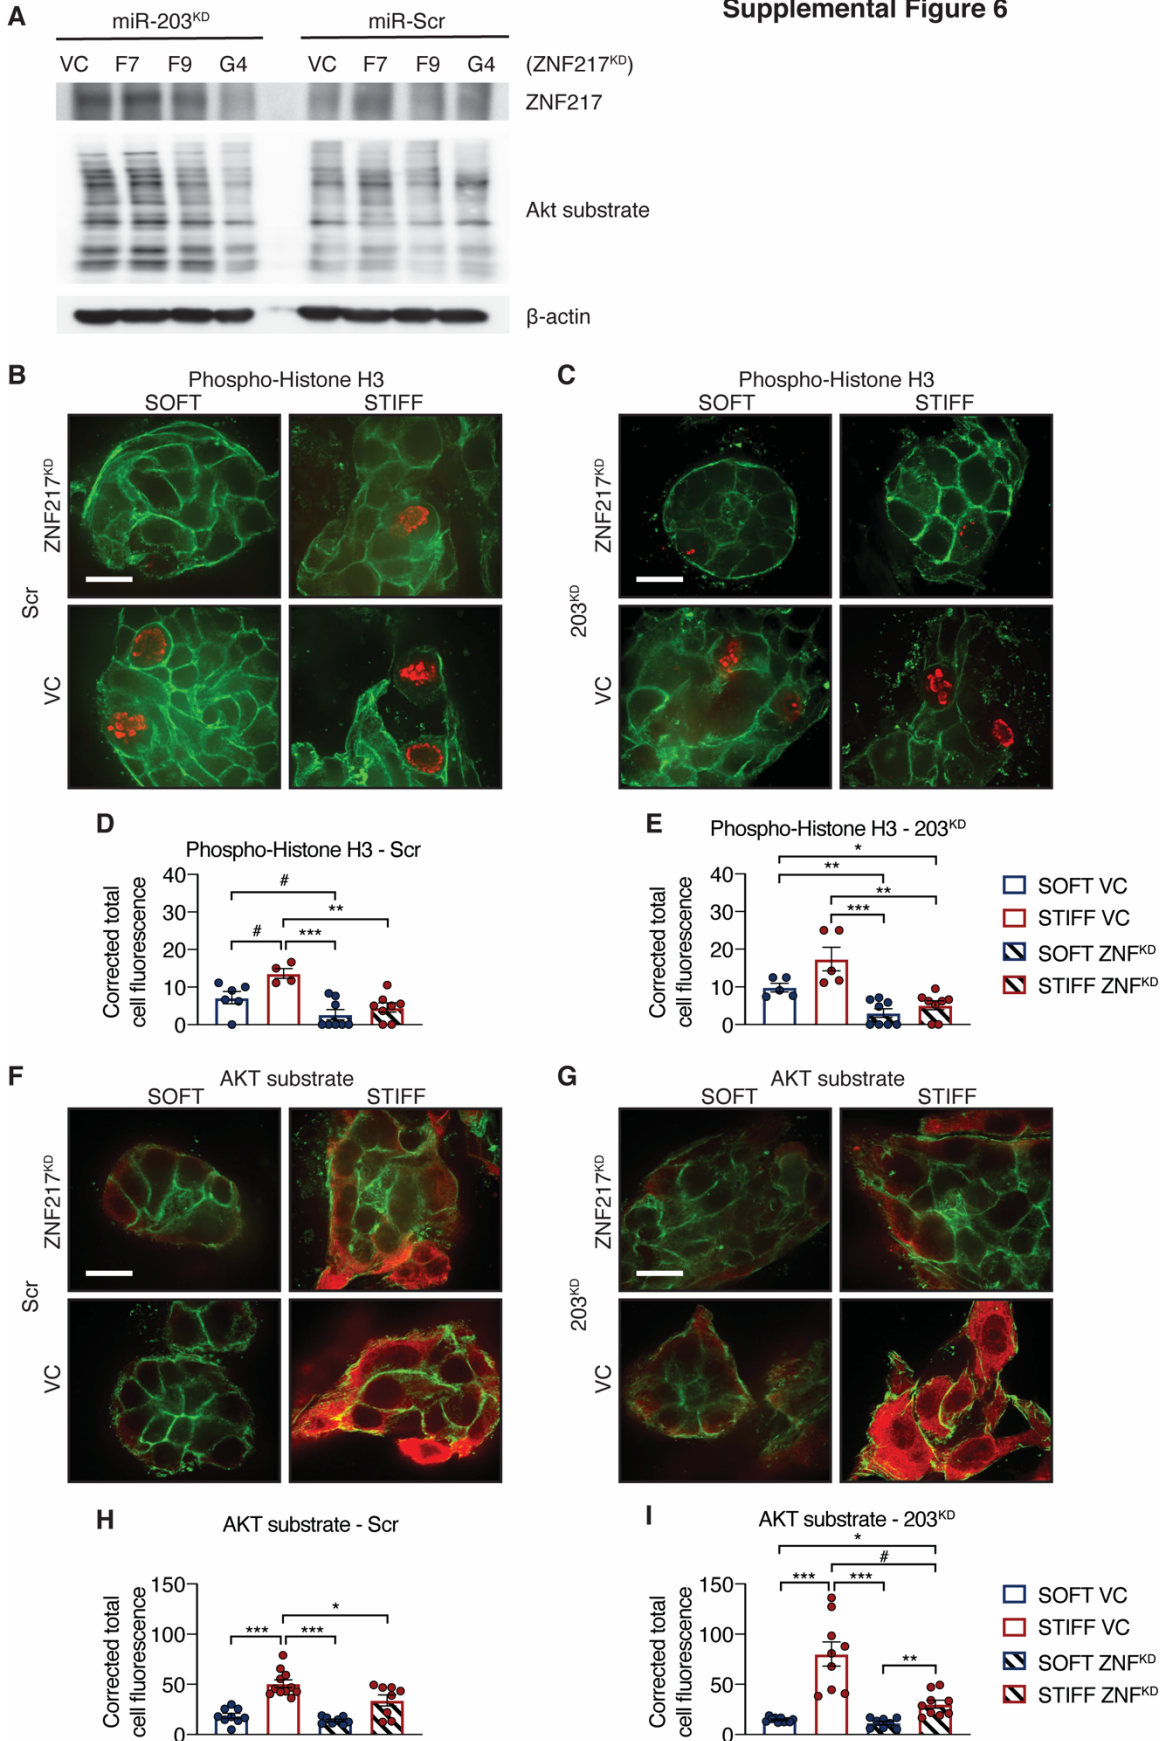 Supplemental Figure 6
A
miR-203KD miR-Scr
VC F7 F9 G4 VC F7 F9 G4 (ZNF217KD)
ZNF217
Akt substrate
β-actin
B
Phospho-Histone H3
SOFT STIFF
ZNF217KD
Scr
VC
C
Phospho-Histone H3
SOFT STIFF
ZNF217KD
203KD
VC
D
Phospho-Histone H3 - Scr
Corrected total
cell fluorescence
40
30
20
10
0
#
**
# ***
E
Phospho-Histone H3 - 203KD
Corrected total
cell fluorescence
40
30
20
10
0
*
**
**
***
SOFT VC
STIFF VC
SOFT ZNFKD
STIFF ZNFKD
F
AKT substrate
SOFT STIFF
ZNF217KD
Scr
VC
G
AKT substrate
SOFT STIFF
ZNF217KD
203KD
VC
H
AKT substrate - Scr
Corrected total
cell fluorescence
150
100
50
0
*
*** ***
I
AKT substrate - 203KD
Corrected total
cell fluorescence
150
100
50
0
*
#
*** ***
**
SOFT VC
STIFF VC
SOFT ZNFKD
STIFF ZNFKD